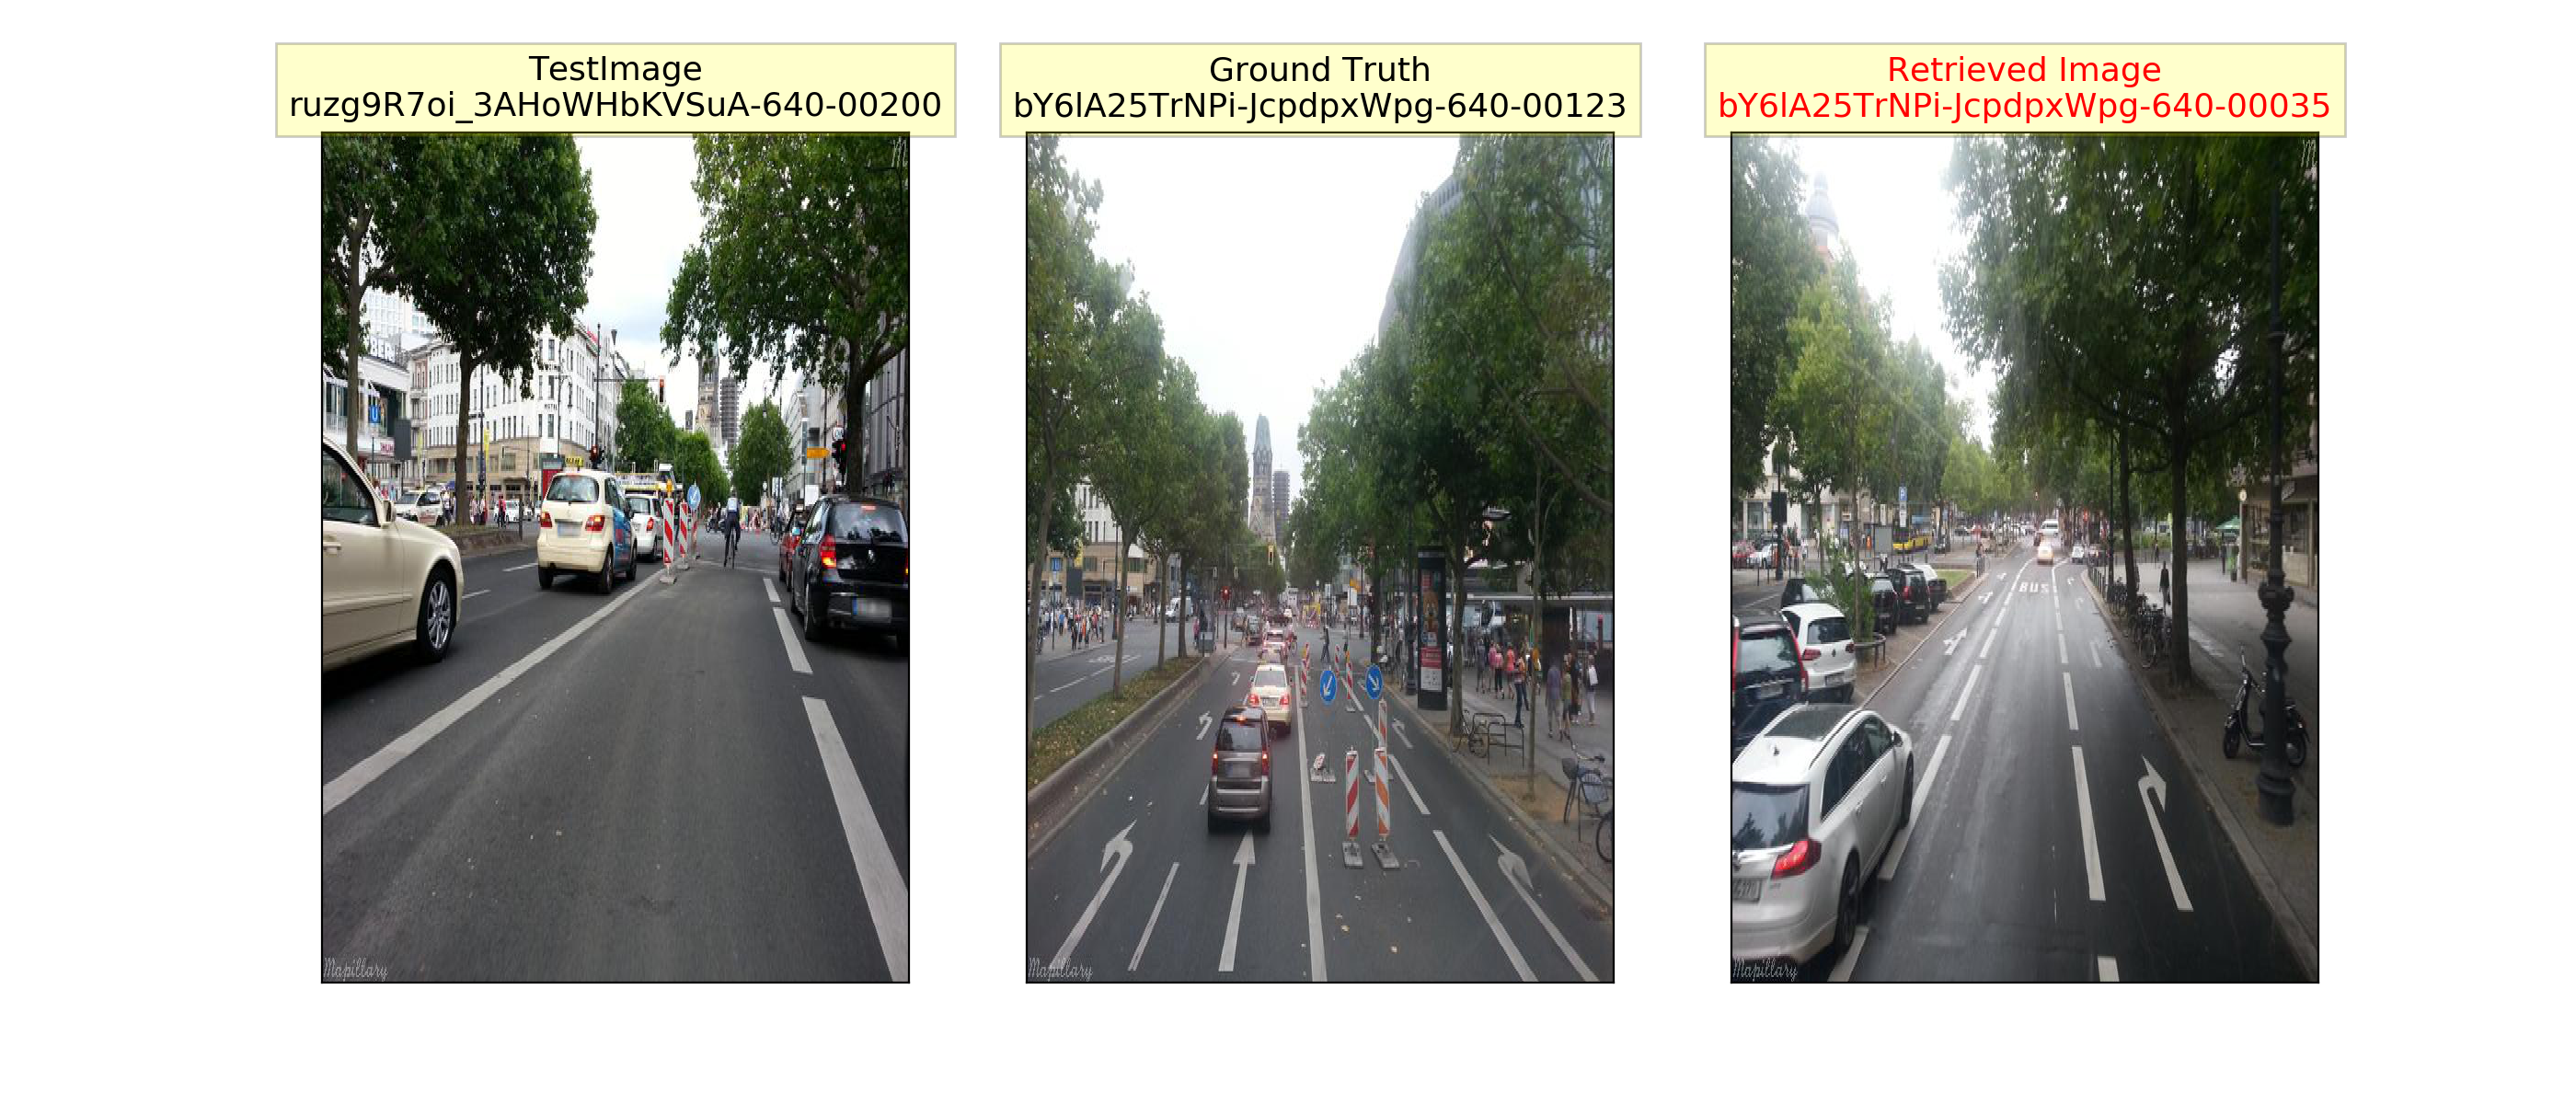 TestImage
ruzg9R7oi_3AHoWHbKVSuA-640-00200
Ground Truth
bY6lA25TrNPi-JcpdpxWpg-640-00123
Retrieved Image
bY6lA25TrNPi-JcpdpxWpg-640-00035
BER
U
P
BUS
Mapillary
Mapillary
Mapillary